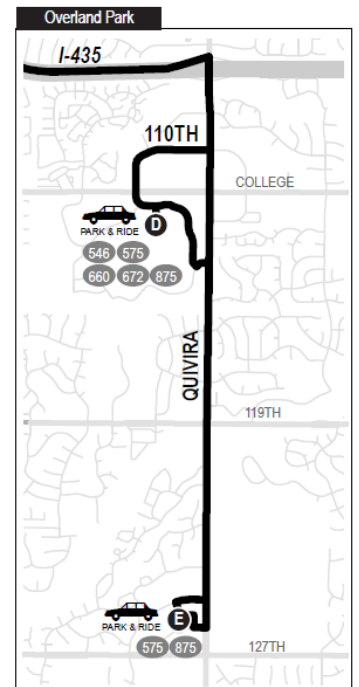 Overland Park
I-435
110TH
COLLEGE
PARK & RIDE D
546 575
660 672 875
QUIVIRA
119TH
PARK & RIDE E
575 875
127TH